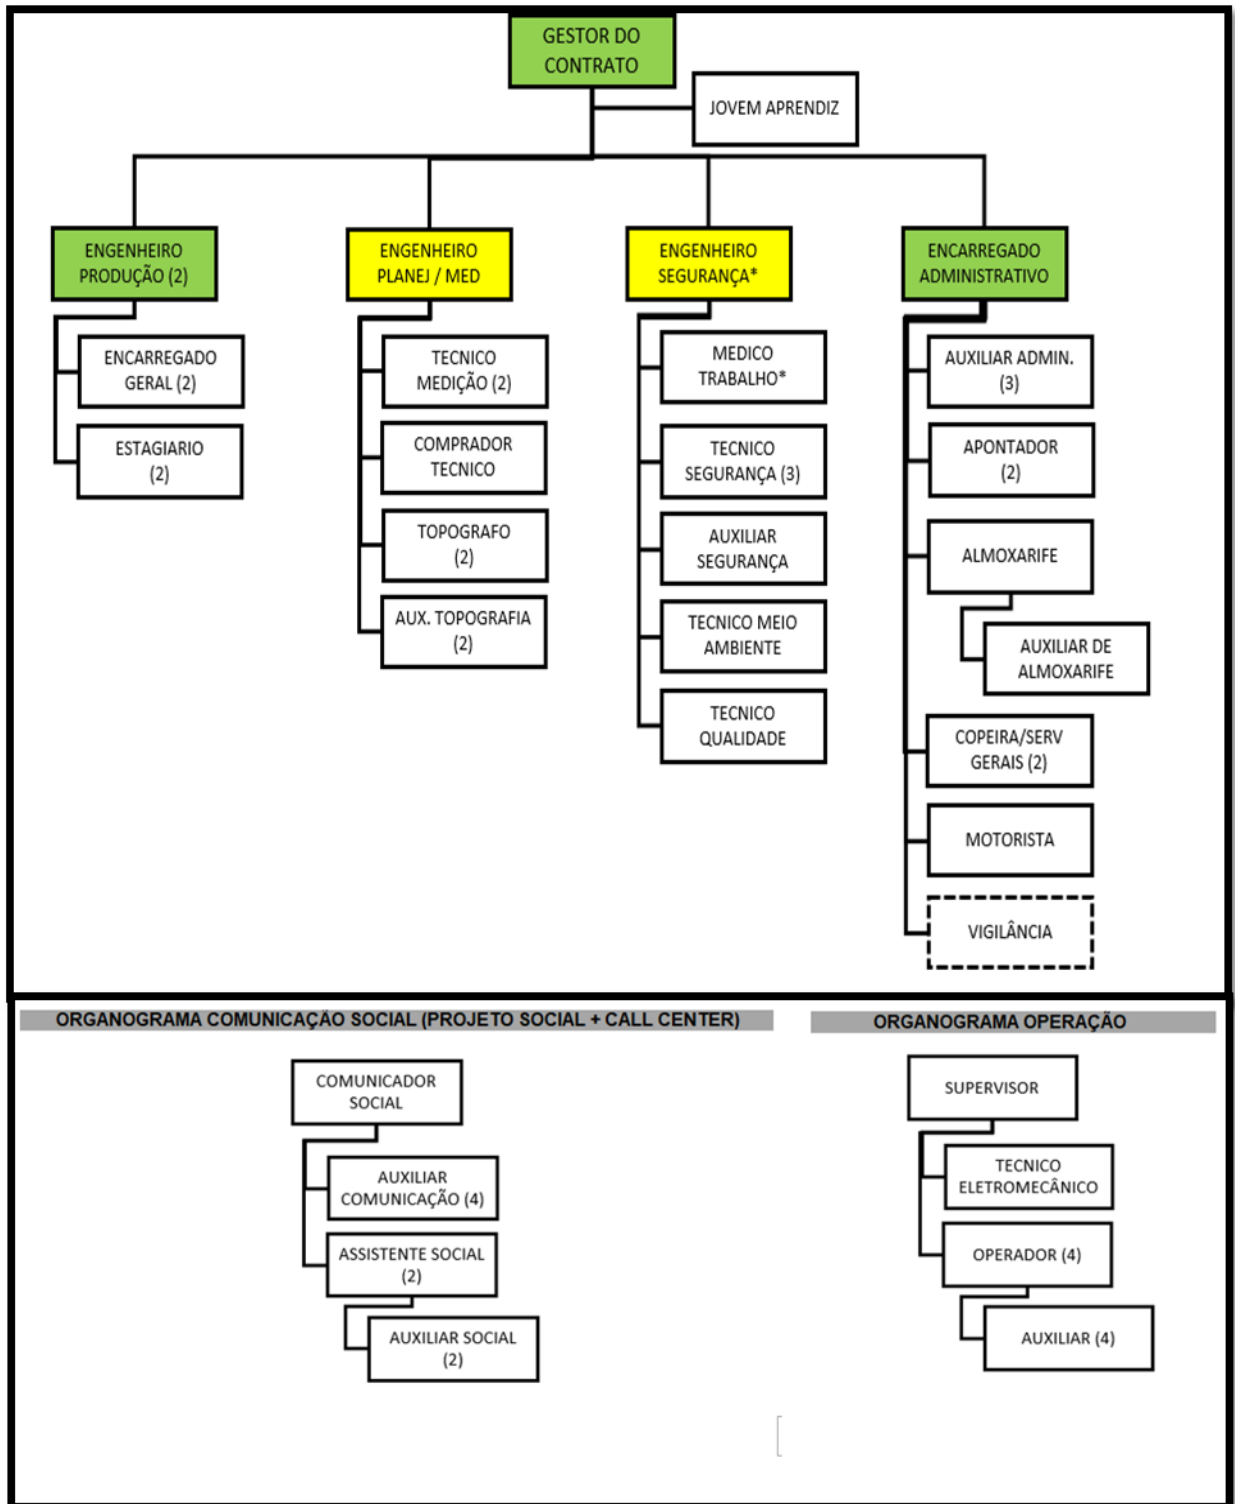 GESTOR DO
CONTRATO
JOVEM APRENDIZ
ENGENHEIRO
PRODUÇÃO (2)
ENCARREGADO
GERAL (2)
ESTAGIARIO
(2)
ENGENHEIRO
PLANEJ / MED
TECNICO
MEDIÇÃO (2)
COMPRADOR
TECNICO
TOPOGRAFO
(2)
AUX. TOPOGRAFIA
(2)
ENGENHEIRO
SEGURANÇA*
MEDICO
TRABALHO*
TECNICO
SEGURANÇA (3)
AUXILIAR
SEGURANÇA
TECNICO MEIO
AMBIENTE
TECNICO
QUALIDADE
ENCARREGADO
ADMINISTRATIVO
AUXILIAR ADMIN.
(3)
APONTADOR
(2)
ALMOXARIFE
AUXILIAR DE
ALMOXARIFE
COPEIRA/SERV
GERAIS (2)
MOTORISTA
VIGILÂNCIA
ORGANOGRAMA COMUNICAÇÃO SOCIAL (PROJETO SOCIAL + CALL CENTER)
COMUNICADOR
SOCIAL
AUXILIAR
COMUNICAÇÃO (4)
ASSISTENTE SOCIAL
(2)
AUXILIAR SOCIAL
(2)
ORGANOGRAMA OPERAÇÃO
SUPERVISOR
TECNICO
ELETROMECÂNICO
OPERADOR (4)
AUXILIAR (4)